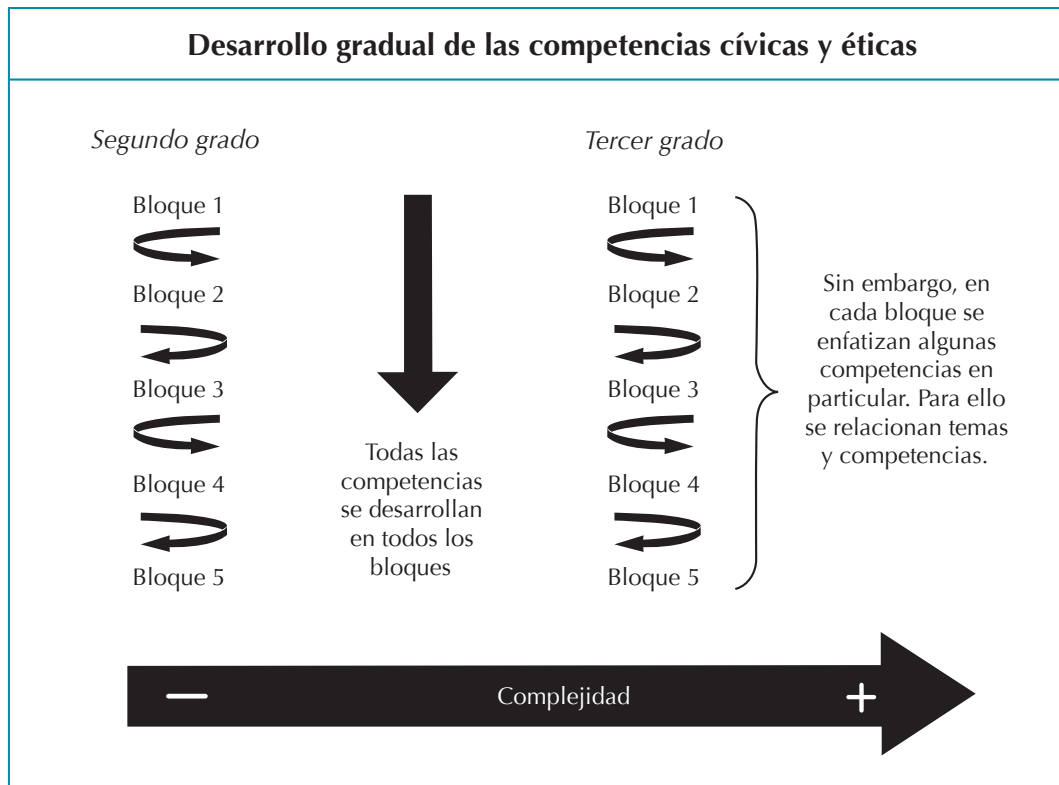 Desarrollo gradual de las competencias cívicas y éticas
Segundo grado
Bloque 1
Bloque 2
Bloque 3
Bloque 4
Bloque 5
Todas las
competencias
se desarrollan
en todos los
bloques
Tercer grado
Bloque 1
Bloque 2
Bloque 3
Bloque 4
Bloque 5
Sin embargo, en
cada bloque se
enfatizan algunas
competencias en
particular. Para ello
se relacionan temas
y competencias.
— Complejidad +